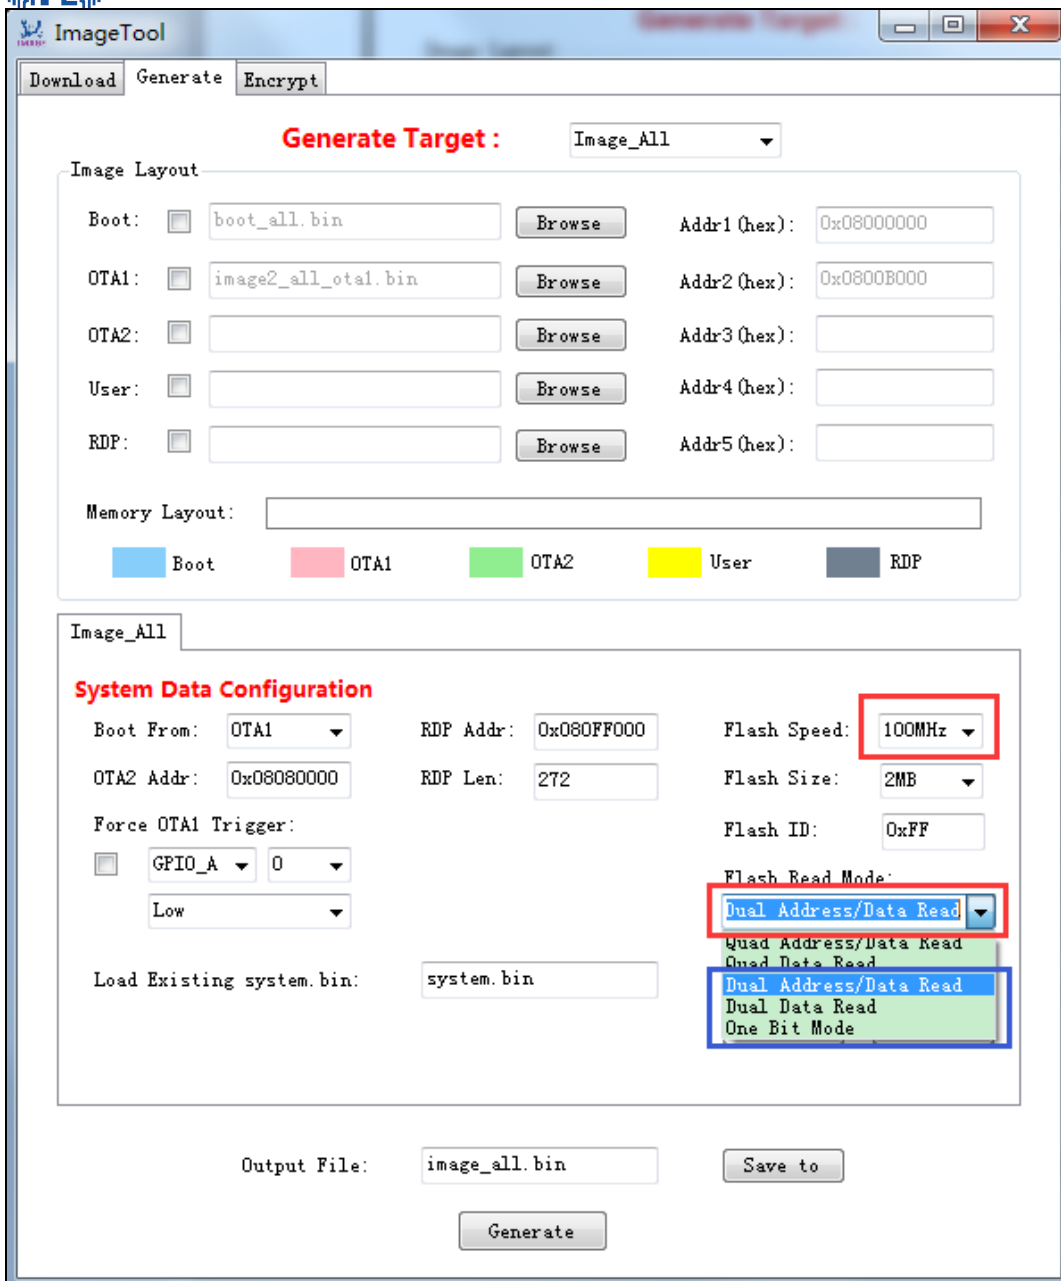 ImageTool
Download Generate Encrypt
Generate Target : Image_All
Image Layout
Boot: boot_all.bin Browse Addr1(hex): 0x08000000
OTA1: image2_all_ota1.bin Browse Addr2(hex): 0x0800B000
OTA2: Browse Addr3(hex):
User: Browse Addr4(hex):
RDP: Browse Addr5(hex):
Memory Layout:
Boot OTA1 OTA2 User RDP
Image_All
System Data Configuration
Boot From: OTA1 RDP Addr: 0x080FF000 Flash Speed: 100MHz
OTA2 Addr: 0x08080000 RDP Len: 272 Flash Size: 2MB
Force OTA1 Trigger: Flash ID: 0xFF
GPIO_A 0
Flash Read Mode:
Low Dual Address/Data Read
Quad Address/Data Read
Quad Data Read
Load Existing system.bin: system.bin Dual Address/Data Read
Dual Data Read
One Bit Mode
Output File: image_all.bin Save to
Generate